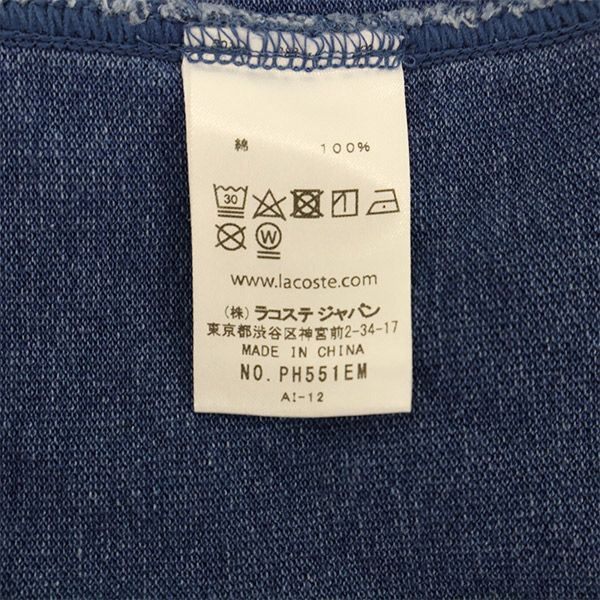 綿 100%
30
W
www.lacoste.com
(株) ラコステ ジャパン
東京都渋谷区神宮前2-34-17
MADE IN CHINA
NO. PH551EM
AI-12